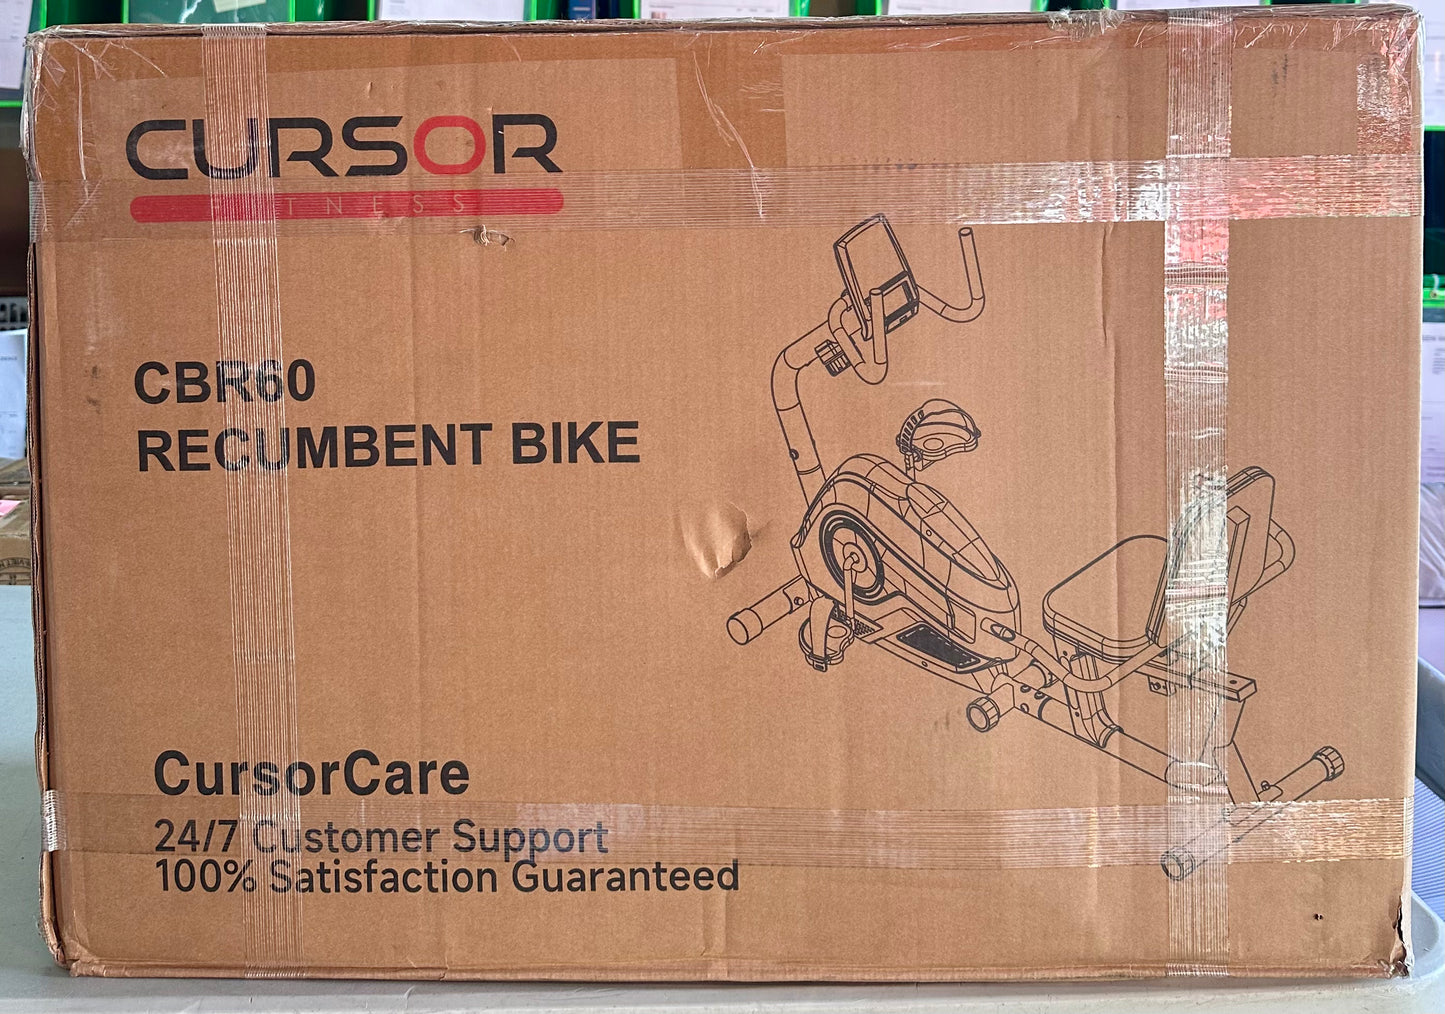 CURSOR
FITNESS
CBR60
RECUMBENT BIKE
CursorCare
24/7 Customer Support
100% Satisfaction Guaranteed